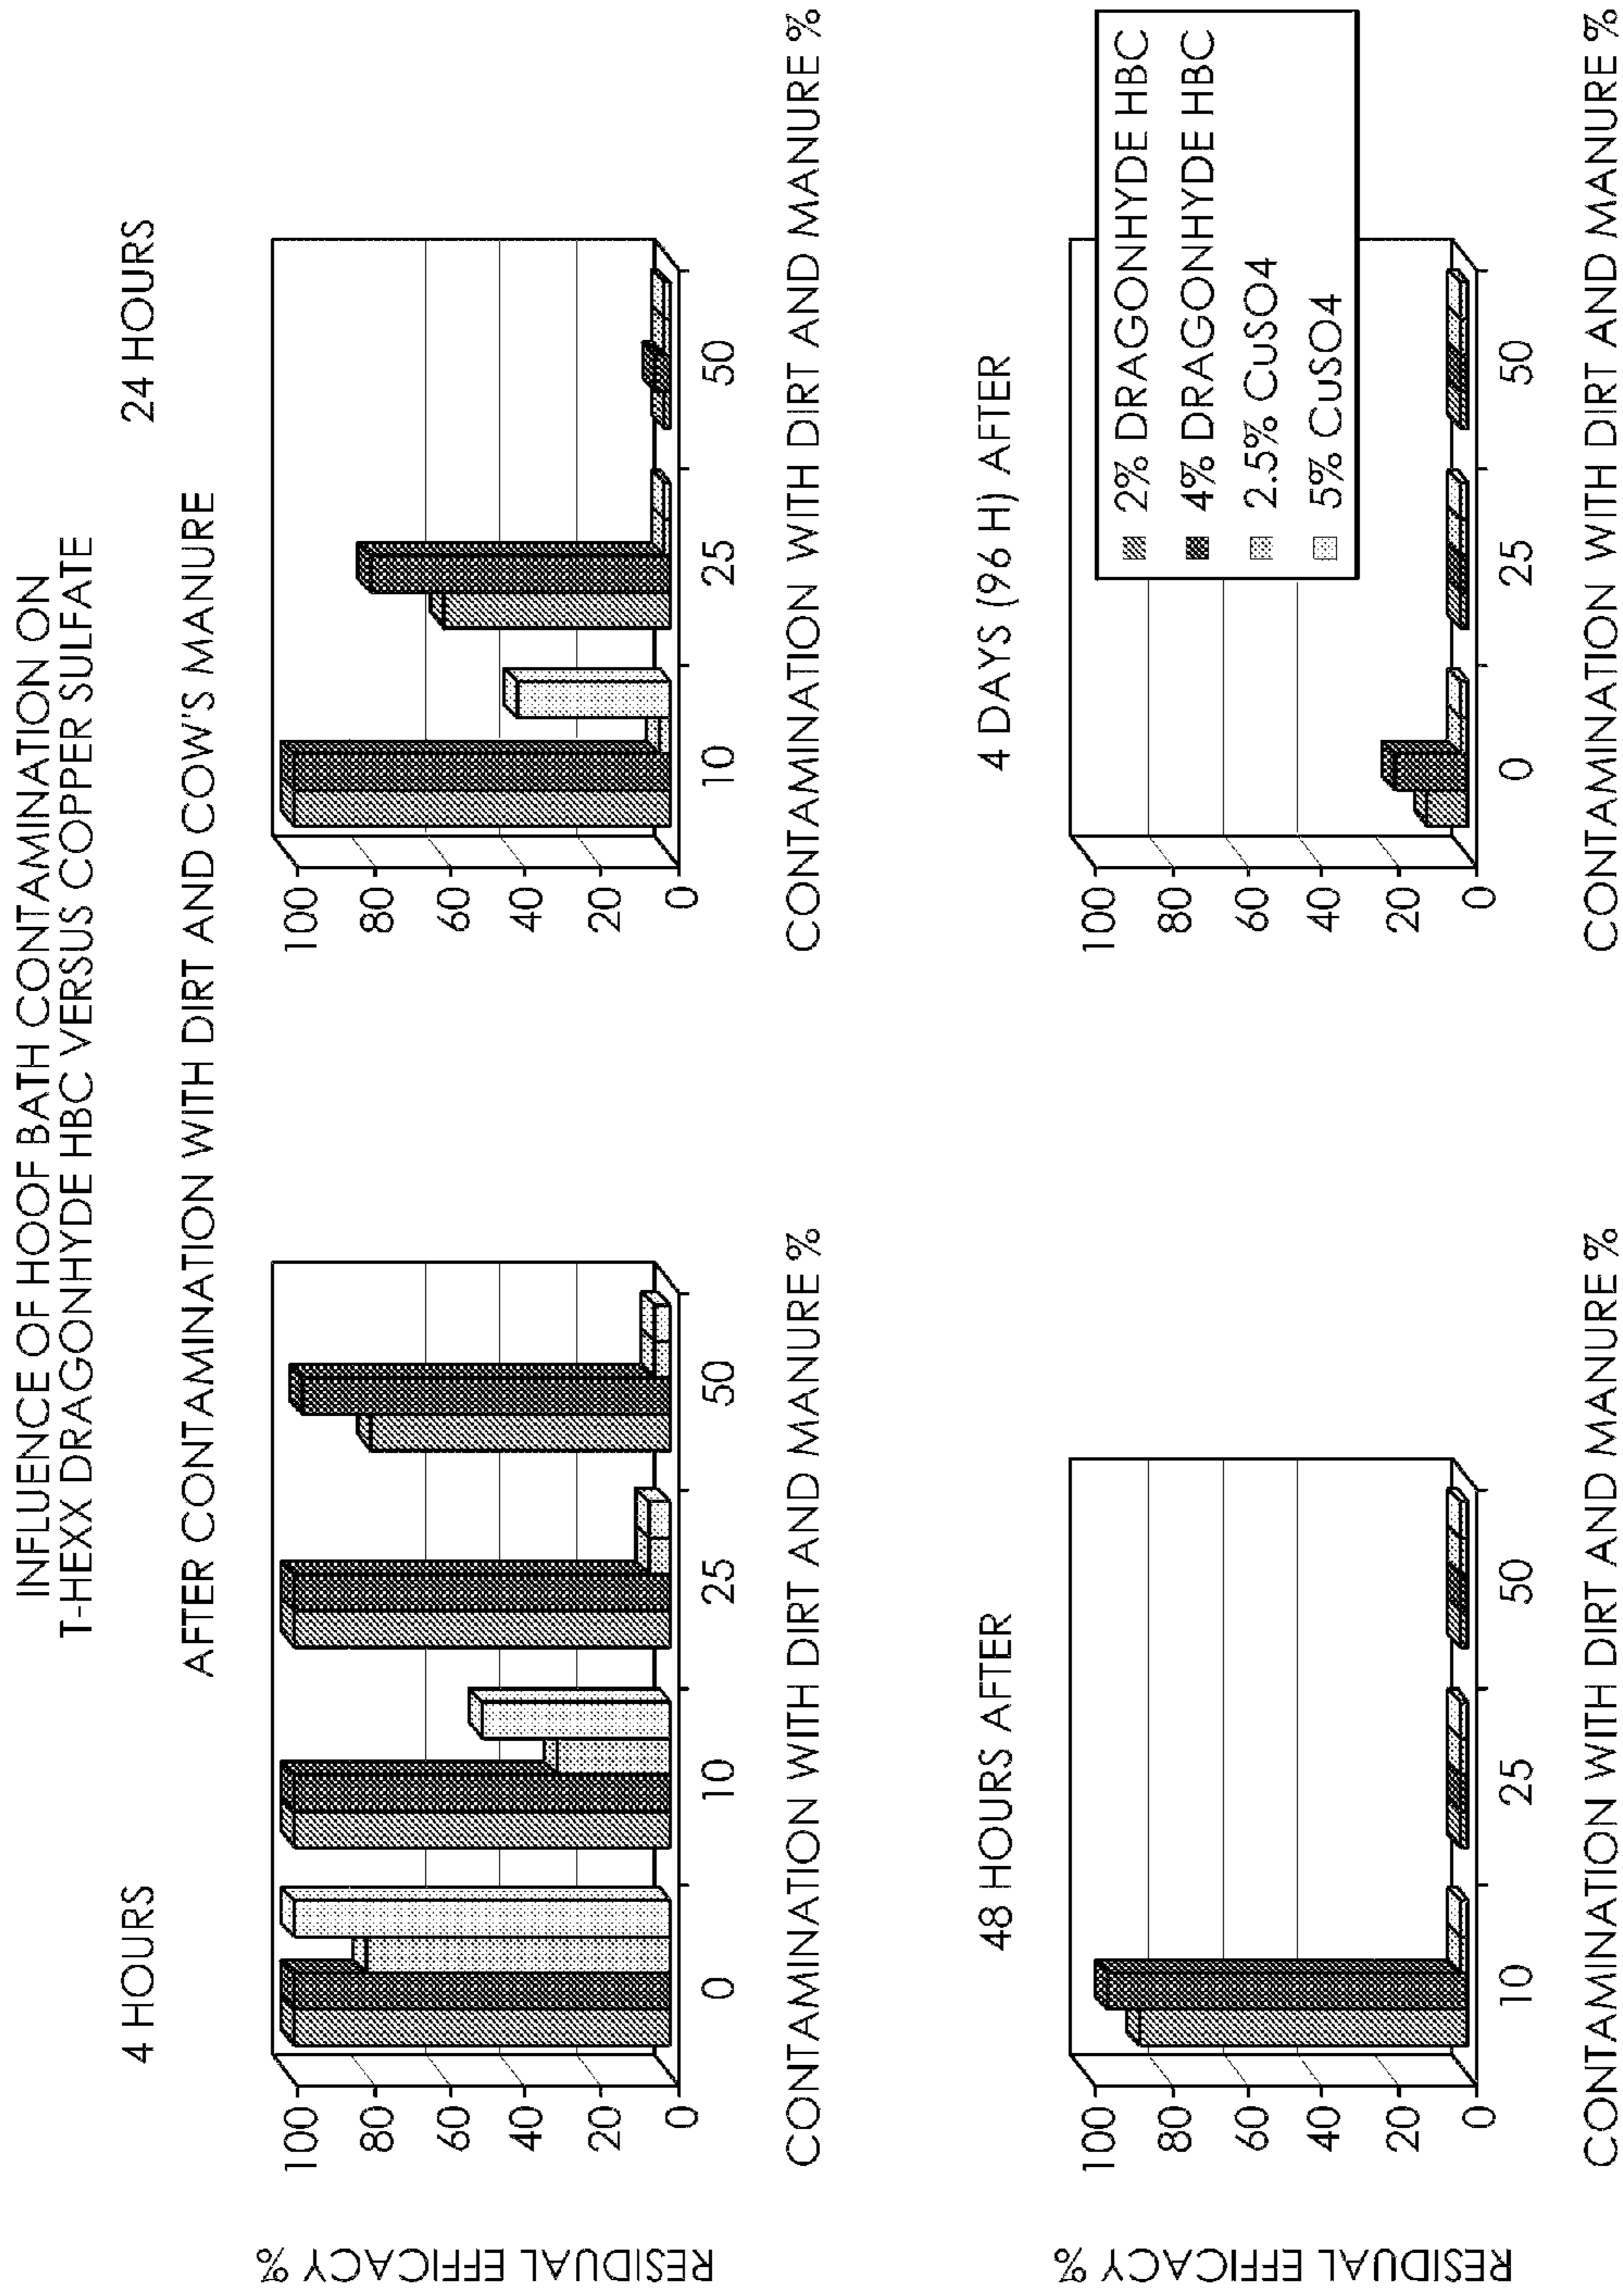 INFLUENCE OF HOOF BATH CONTAMINATION ON
T-HEXX DRAGONHYDE HBC VERSUS COPPER SULFATE
4 HOURS
24 HOURS
AFTER CONTAMINATION WITH DIRT AND COW'S MANURE
RESIDUAL EFFICACY %
100
80
60
40
20
0
0
10
25
50
CONTAMINATION WITH DIRT AND MANURE %
100
80
60
40
20
0
10
25
50
CONTAMINATION WITH DIRT AND MANURE %
48 HOURS AFTER
RESIDUAL EFFICACY %
100
80
60
40
20
0
10
25
50
CONTAMINATION WITH DIRT AND MANURE %
4 DAYS (96 H) AFTER
100
80
60
40
20
0
2% DRAGONHYDE HBC
4% DRAGONHYDE HBC
2.5% CuSO4
5% CuSO4
0
25
50
CONTAMINATION WITH DIRT AND MANURE %